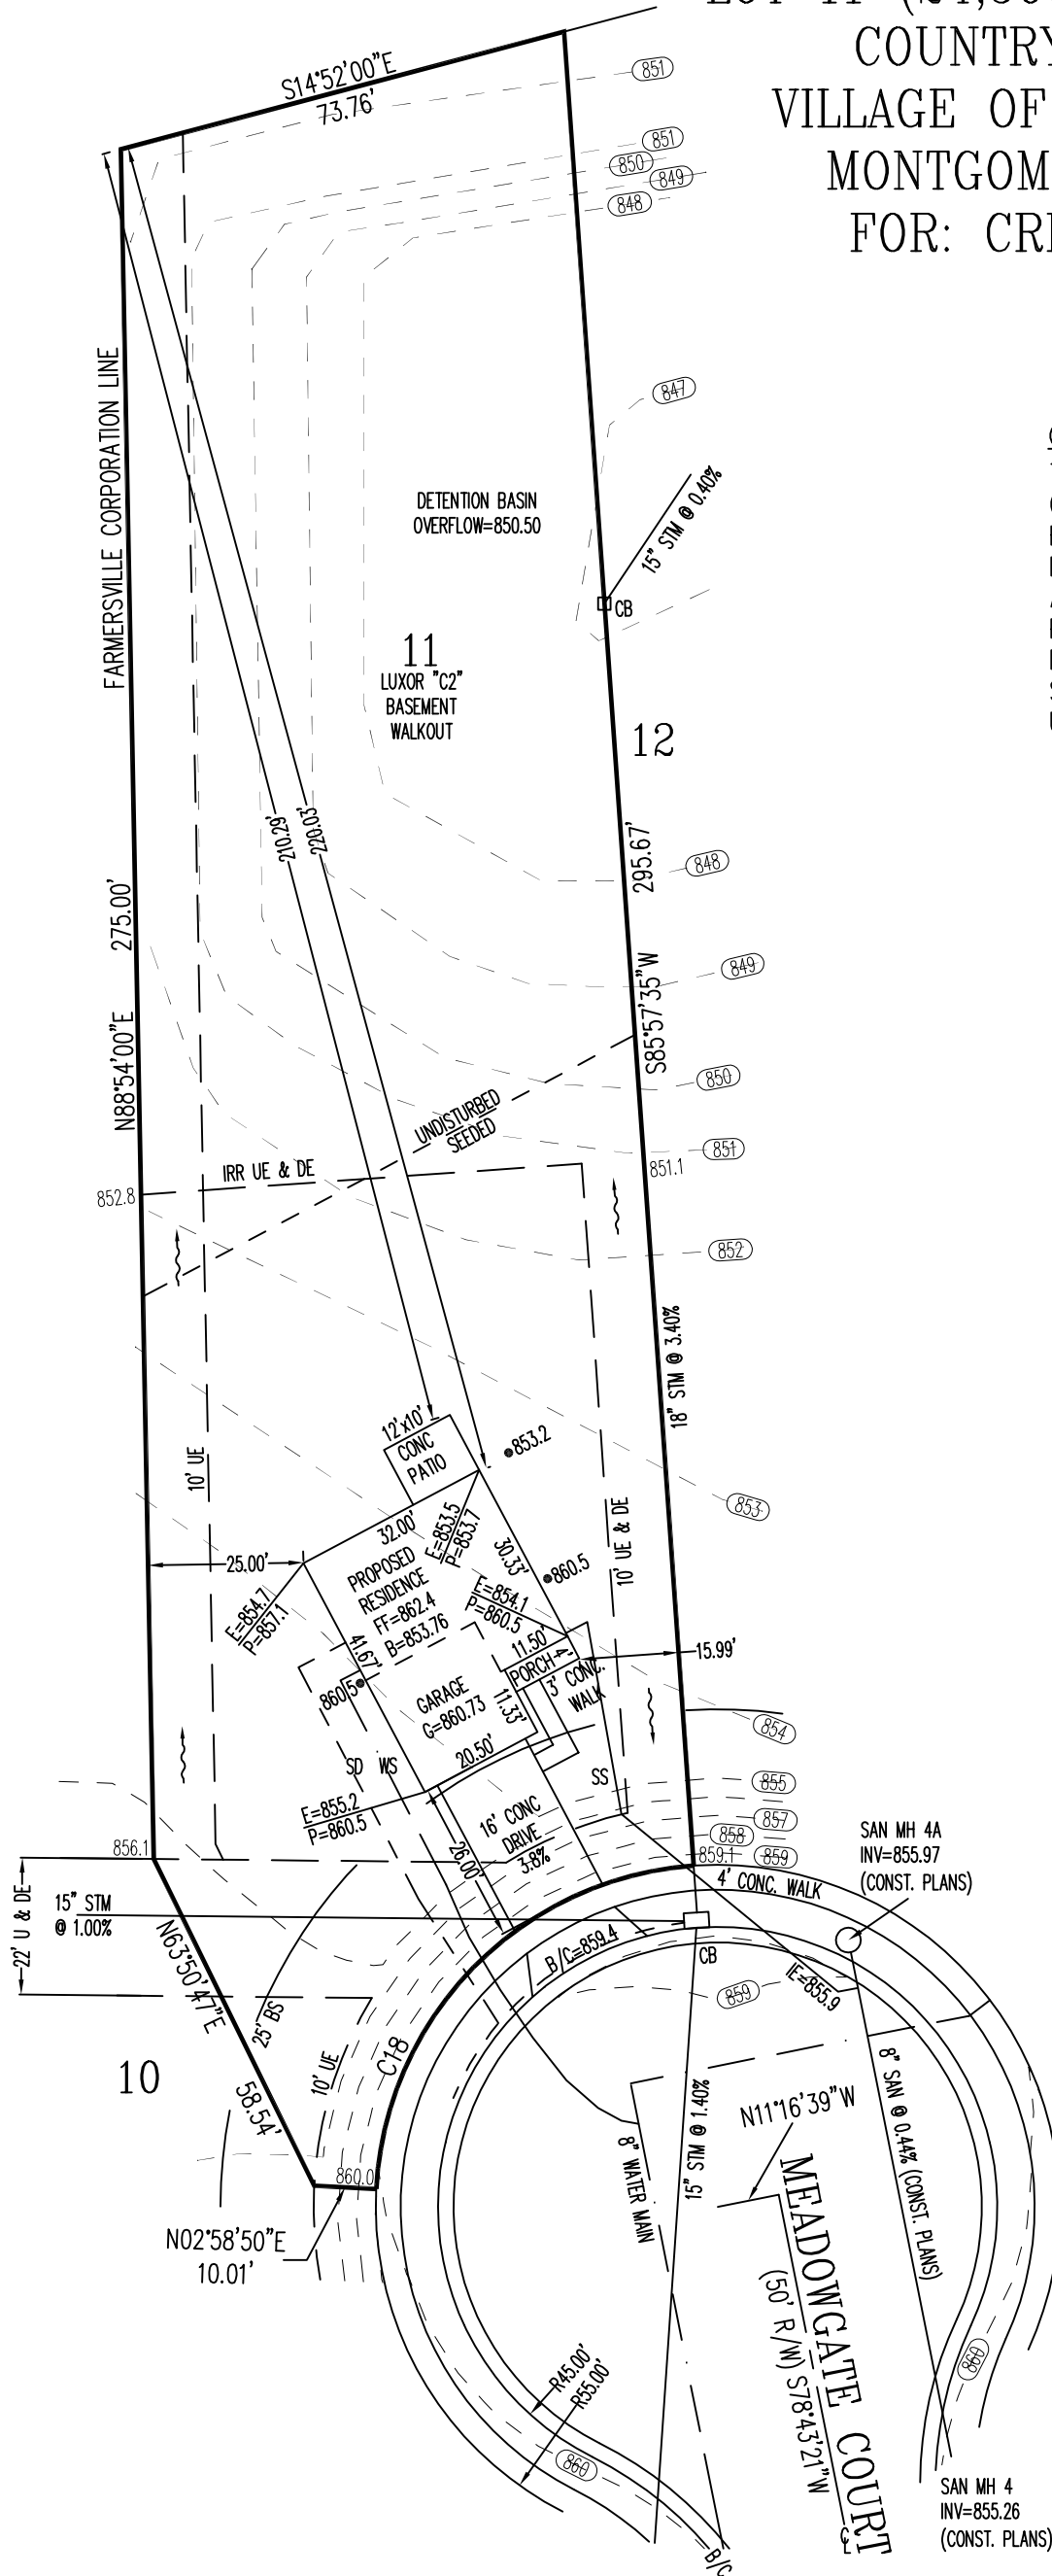 COUNTRY
VILLAGE OF
FOR:
S14°52'00"E
73.76'
851
851
850
849
848
847
FARMERSVILLE CORPORATION LINE
DETENTION BASIN
OVERFLOW=850.50
15" STM @ 0.40%
CB
11
LUXOR "C2"
BASEMENT
WALKOUT
12
210.29'
220.03'
295.67'
848
275.00'
849
S85°57'35"W
N88°54'00"E
850
UNDISTURBED
SEEDED
851
851.1
IRR UE & DE
852.8
852
18" STM @ 3.40%
12'x10'
CONC
PATIO
853.2
10' UE
853
32.00'
E=853.5
P=853.7
30.33'
10' UE & DE
25.00'
PROPOSED
RESIDENCE
FF=862.4
B=853.76
860.5
E=854.1
P=860.5
E=854.7
P=857.1
41.67'
11.50'
PORCH
4'
15.99'
3' CONC.
WALK
860.5
GARAGE
G=860.73
11.33'
20.50'
854
SD WS
SS
855
E=855.2
P=860.5
16' CONC
DRIVE
3.8%
857
858
859
859.1
856.1
26.00'
4' CONC. WALK
SAN MH 4A
INV=855.97
(CONST. PLANS)
22' U & DE
15" STM
@ 1.00%
N63°50'47"E
B/C=859.4
CB
IE=855.9
859
25' BS
10
10' UE
C18
58.54'
860.0
N02°58'50"E
10.01'
8" WATER MAIN
15" STM @ 1.40%
N11°16'39"W
8" SAN @ 0.44% (CONST. PLANS)
MEADOWGATE COURT
(50' R/W) S78°43'21"W
R45.00'
R55.00'
860
860
SAN MH 4
INV=855.26
(CONST. PLANS)
B/C